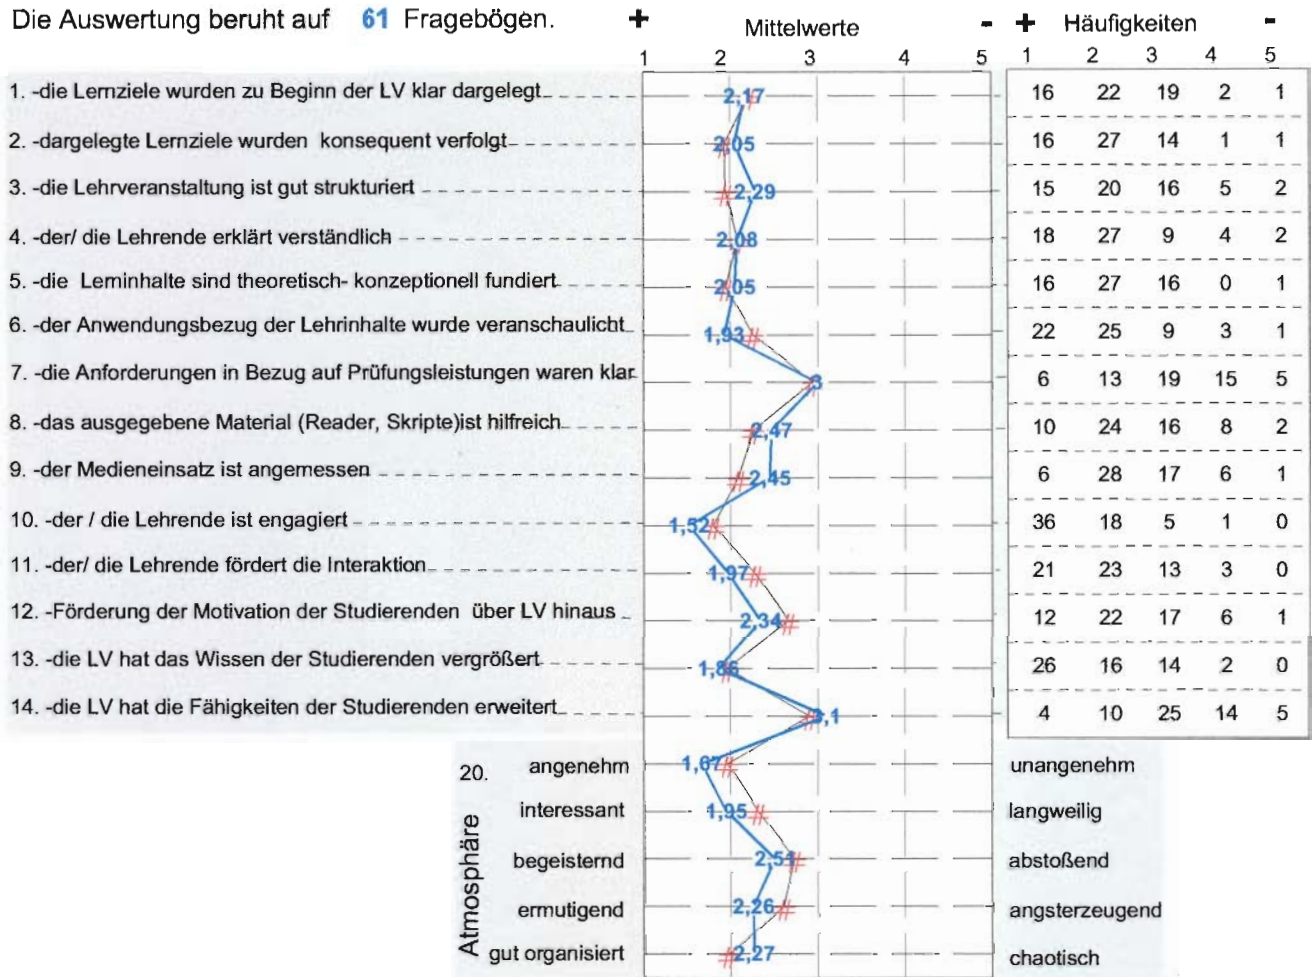 Die Auswertung beruht auf 61 Fragebögen. + Mittelwerte - + Häufigkeiten -
1 2 3 4 5 1 2 3 4 5
1. -die Lernziele wurden zu Beginn der LV klar dargelegt 2,17 16 22 19 2 1
2. -dargelegte Lernziele wurden konsequent verfolgt # 2,05 16 27 14 1 1
3. -die Lehrveranstaltung ist gut strukturiert # 2,29 15 20 16 5 2
4. -der/ die Lehrende erklärt verständlich 2,08 18 27 9 4 2
5. -die Lerninhalte sind theoretisch- konzeptionell fundiert # 2,05 16 27 16 0 1
6. -der Anwendungsbezug der Lehrinhalte wurde veranschaulicht 1,93 # 22 25 9 3 1
7. -die Anforderungen in Bezug auf Prüfungsleistungen waren klar # 3 6 13 19 15 5
8. -das ausgegebene Material (Reader, Skripte)ist hilfreich # 2,47 10 24 16 8 2
9. -der Medieneinsatz ist angemessen # 2,45 6 28 17 6 1
10. -der / die Lehrende ist engagiert 1,52 # 36 18 5 1 0
11. -der/ die Lehrende fördert die Interaktion 1,97 # 21 23 13 3 0
12. -Förderung der Motivation der Studierenden über LV hinaus 2,34 # 12 22 17 6 1
13. -die LV hat das Wissen der Studierenden vergrößert 1,86 # 26 16 14 2 0
14. -die LV hat die Fähigkeiten der Studierenden erweitert # 3,1 4 10 25 14 5
20. angenehm 1,67 # unangenehm
Atmosphäre
interessant 1,95 # langweilig
begeisternd 2,51 # abstoßend
ermutigend 2,26 # angsterzeugend
gut organisiert # 2,27 chaotisch